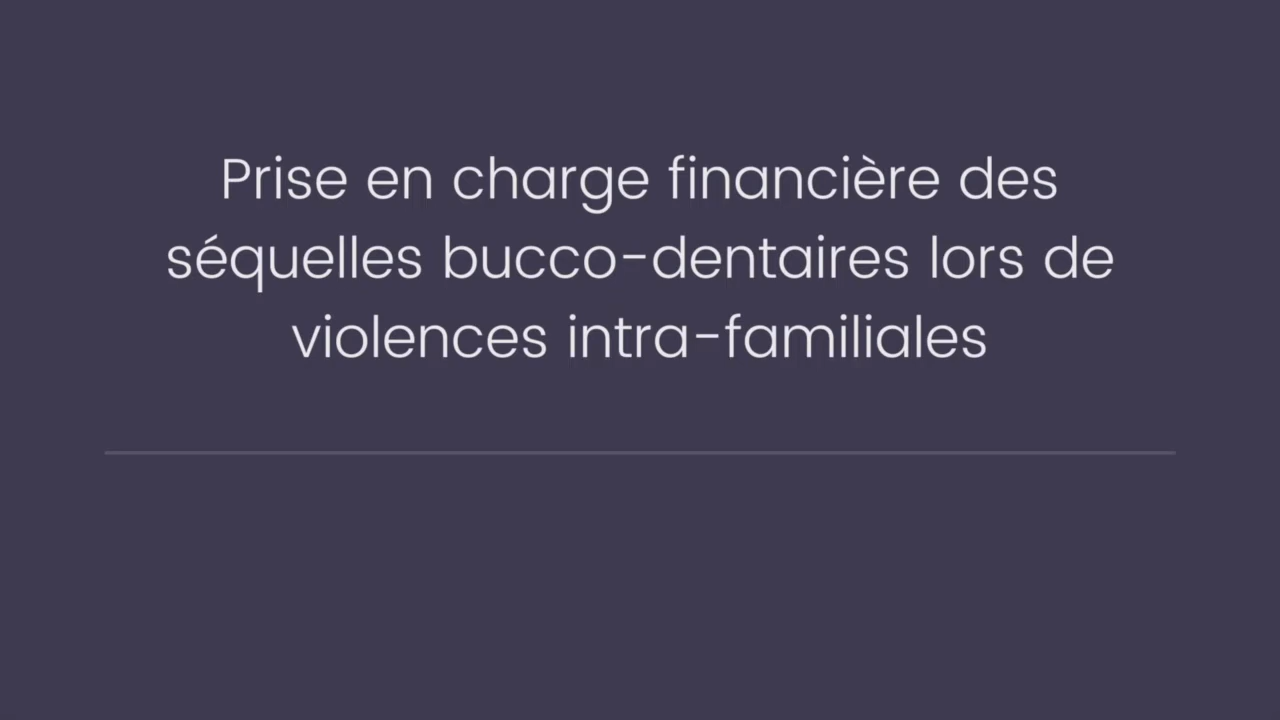 Prise en charge financière des
séquelles bucco-dentaires lors de
violences intra-familiales